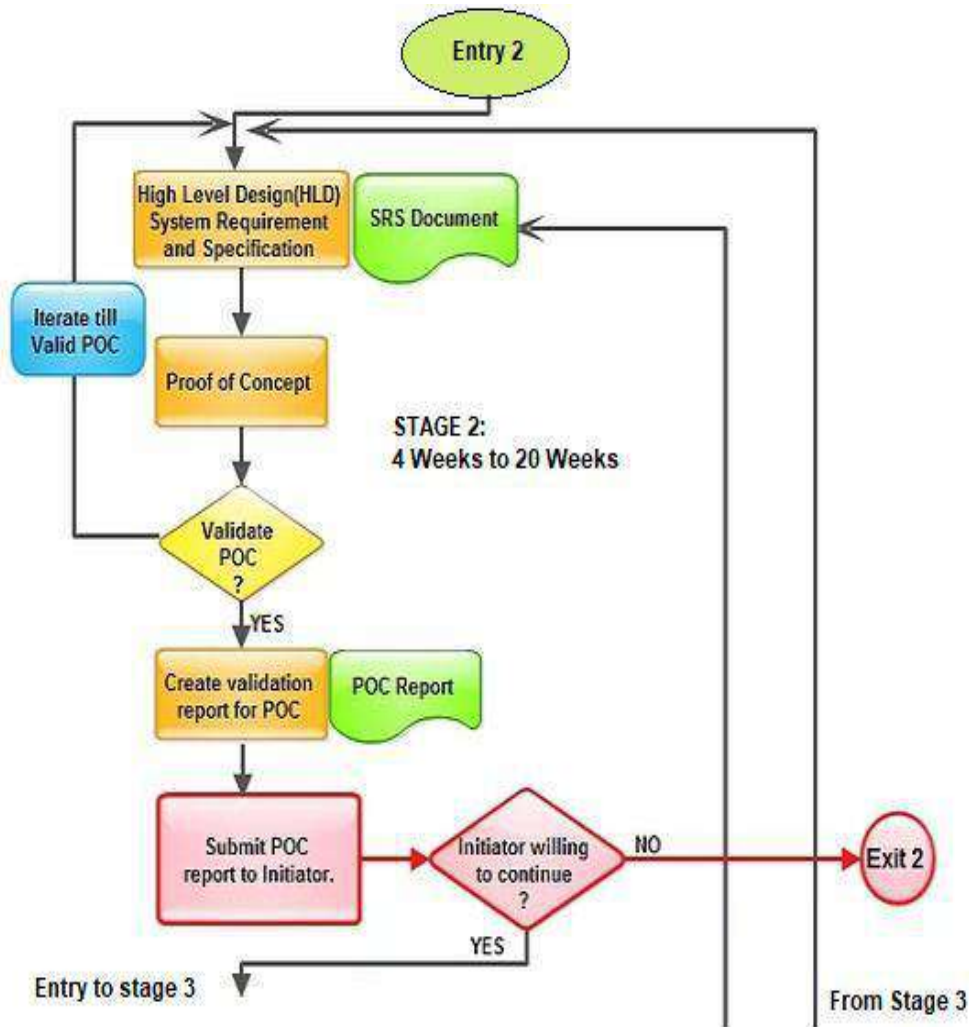 Entry 2
High Level Design(HLD)
System Requirement
and Specification
SRS Document
Iterate till
Valid POC
Proof of Concept
STAGE 2:
4 Weeks to 20 Weeks
Validate
POC
?
YES
Create validation
report for POC
POC Report
Submit POC
report to Initiator.
Initiator willing
to continue
?
NO
Exit 2
YES
Entry to stage 3
From Stage 3